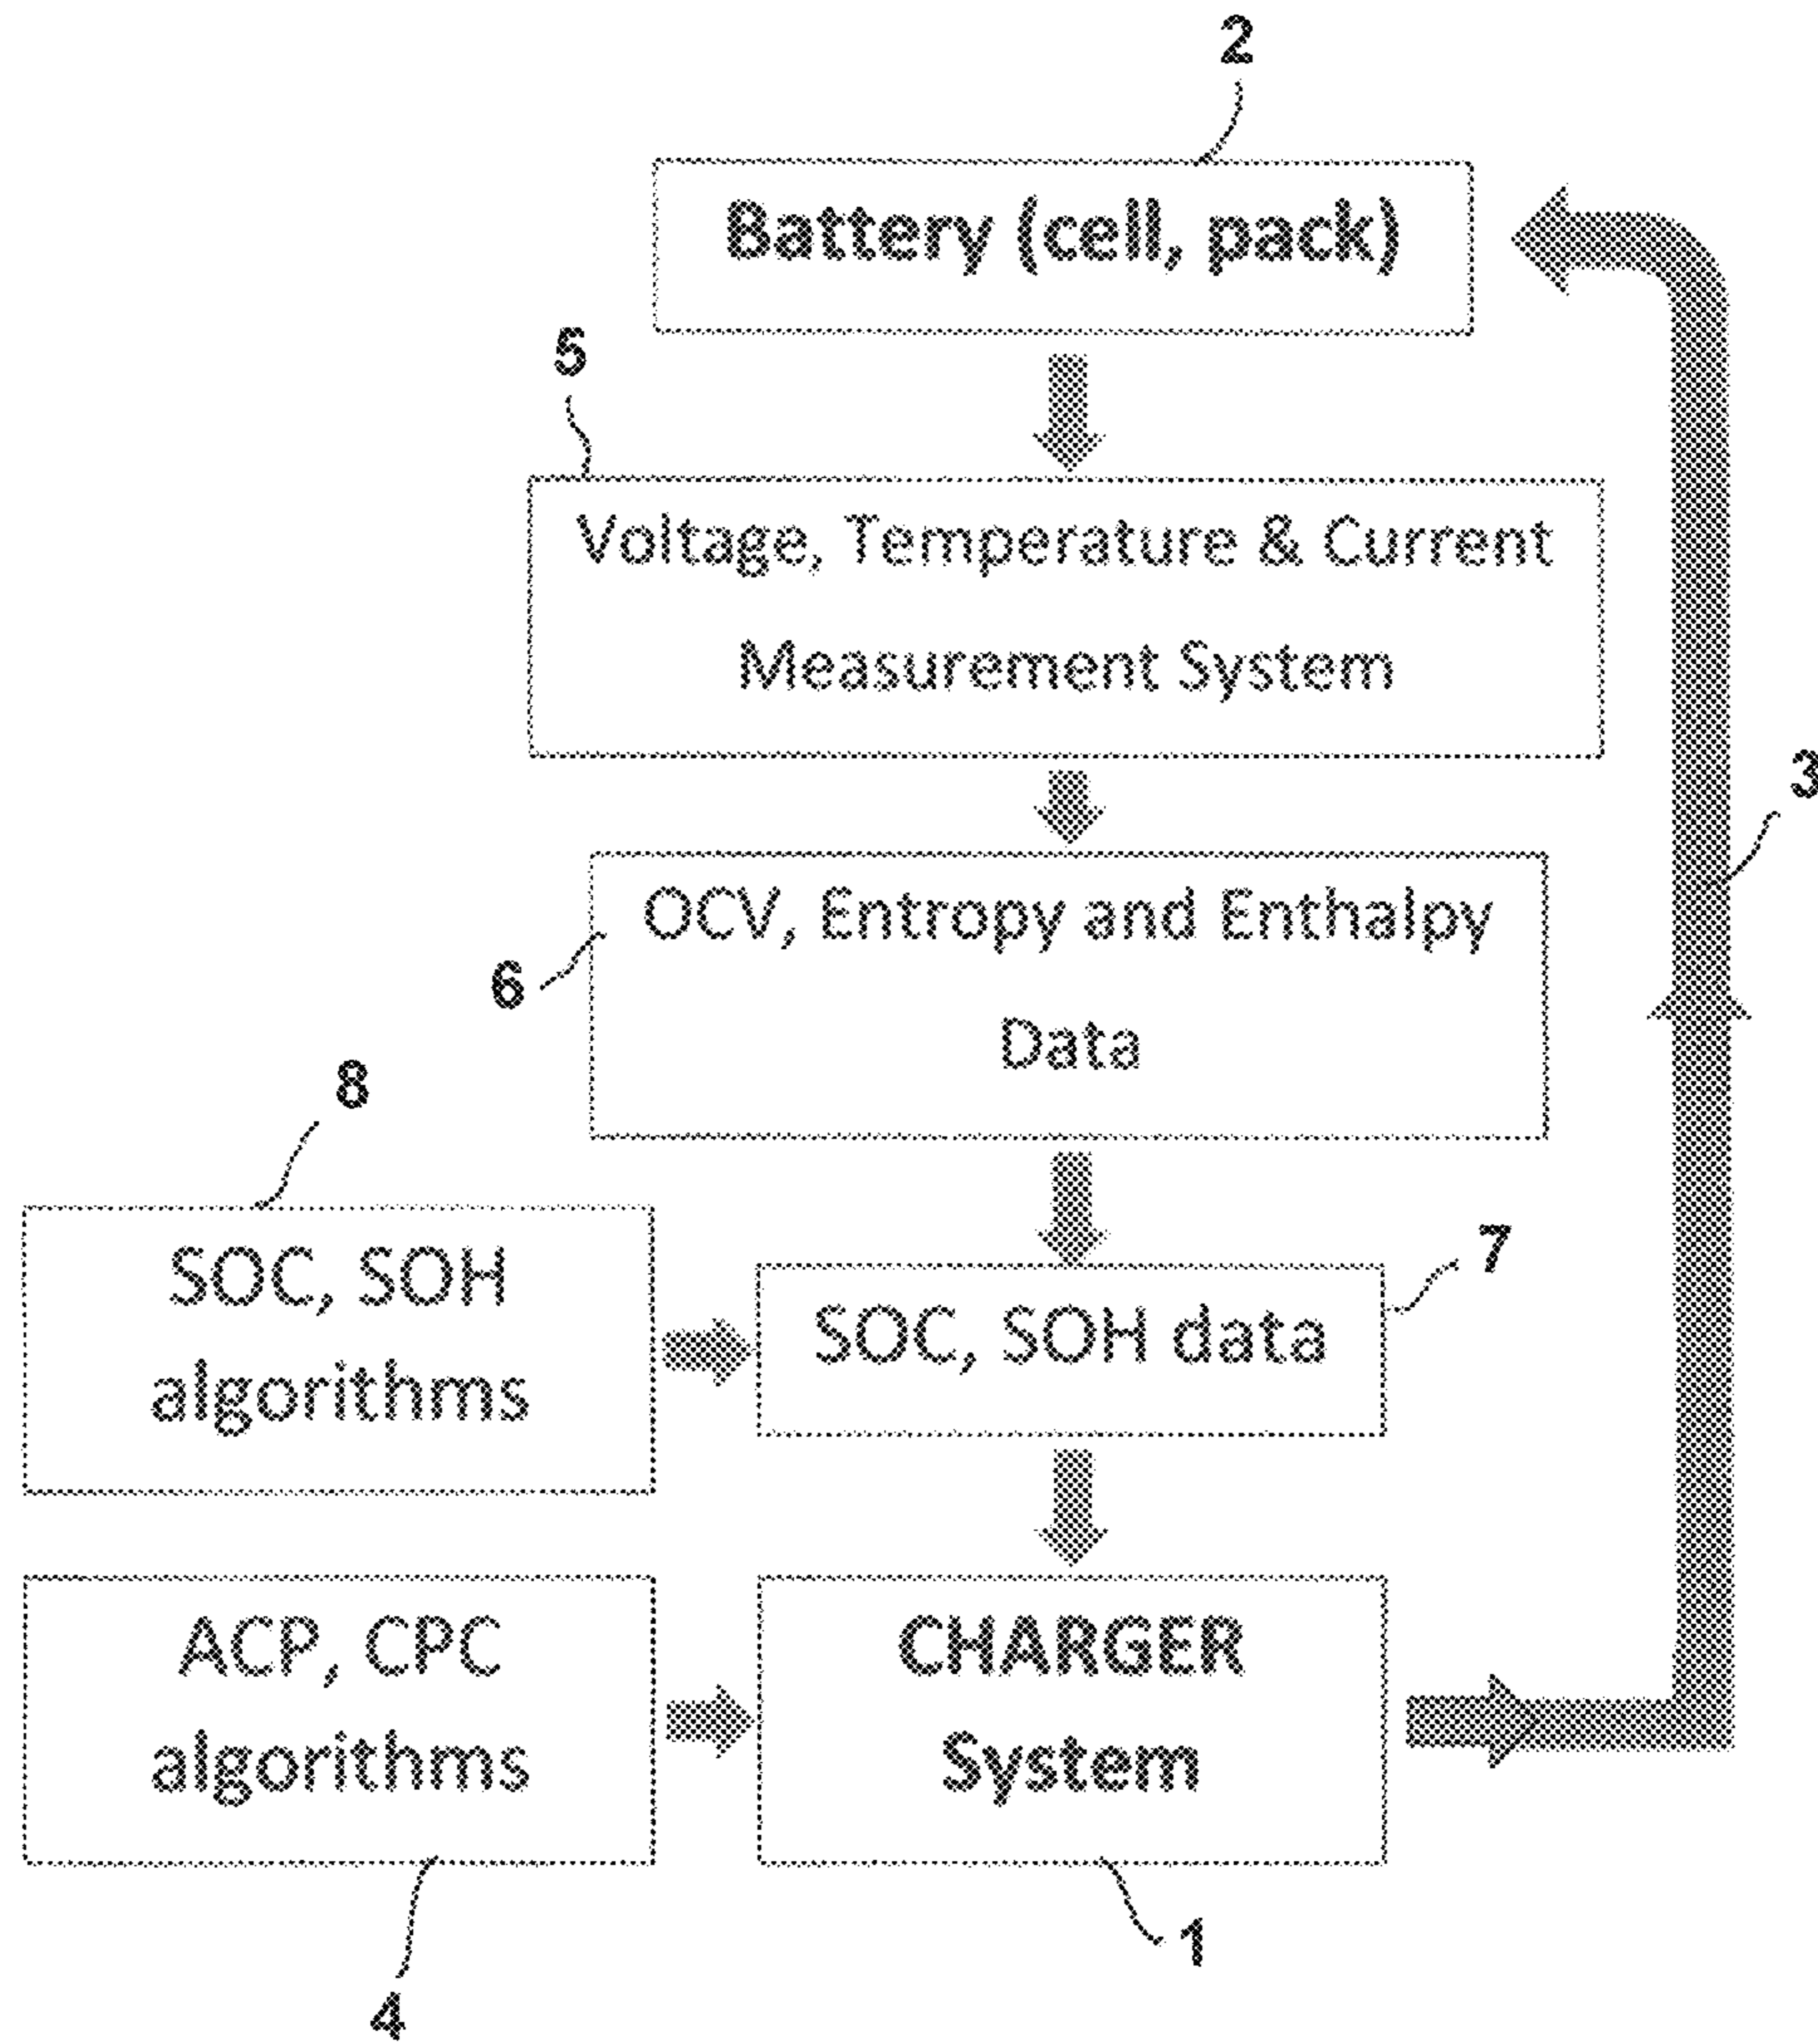 2
Battery (cell, pack)
5
Voltage, Temperature & Current
Measurement System
3
OCV, Entropy and Enthalpy
Data
6
8
SOC, SOH
algorithms
7
SOC, SOH data
ACP, CPC
algorithms
CHARGER
System
1
4